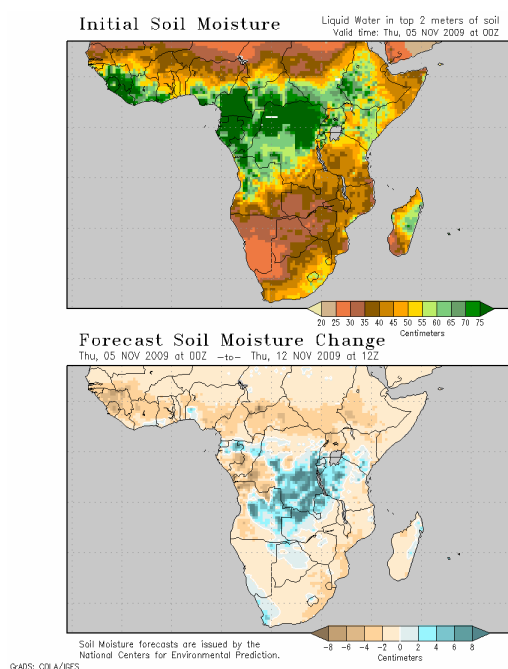 Initial Soil Moisture
Liquid Water in top 2 meters of soil
Valid time: Thu, 05 NOV 2009 at 00Z
20 25 30 35 40 45 50 55 60 65 70 75
Centimeters
Forecast Soil Moisture Change
Thu, 05 NOV 2009 at 00Z —to— Thu, 12 NOV 2009 at 12Z
Soil Moisture forecasts are issued by the
National Centers for Environmental Prediction.
-8 -6 -4 -2 0 2 4 6 8
Centimeters
GrADS: COLA/IGES